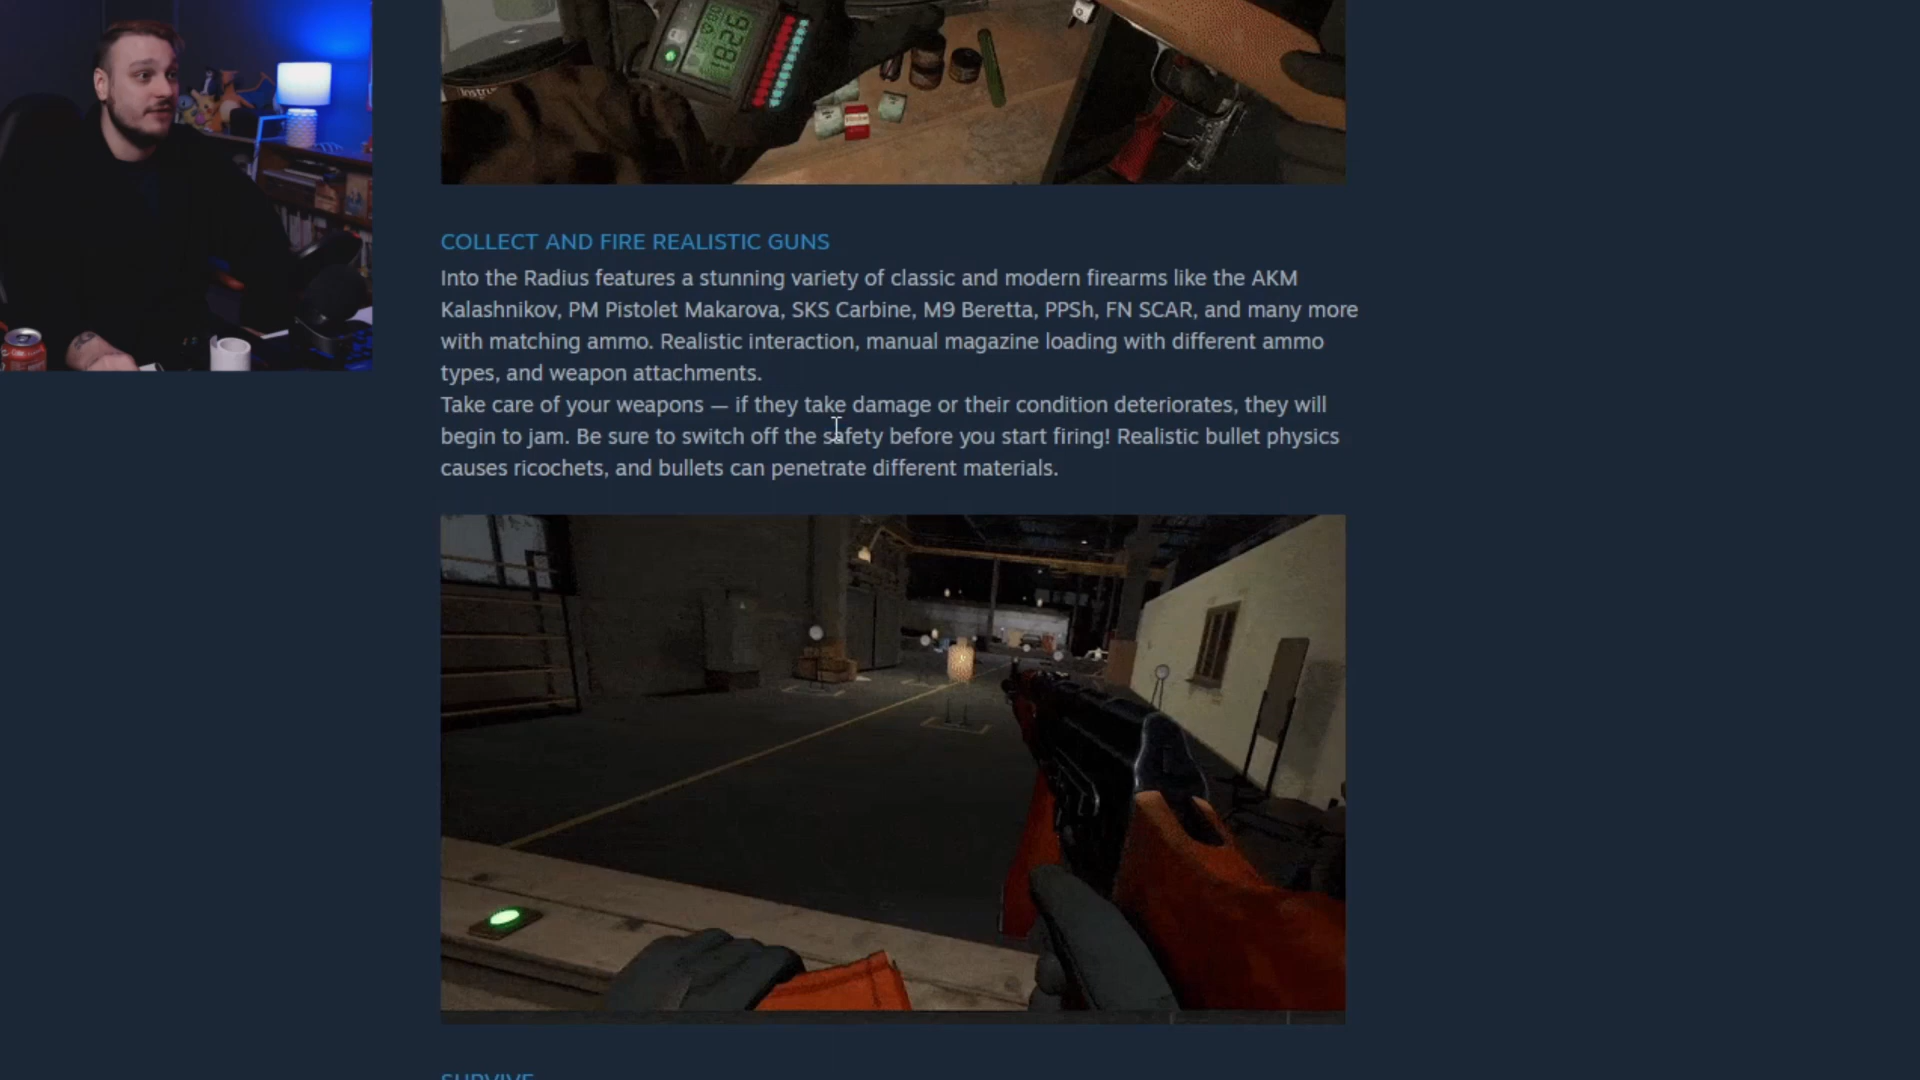 1826
COLLECT AND FIRE REALISTIC GUNS
Into the Radius features a stunning variety of classic and modern firearms like the AKM
Kalashnikov, PM Pistolet Makarova, SKS Carbine, M9 Beretta, PPSh, FN SCAR, and many more
with matching ammo. Realistic interaction, manual magazine loading with different ammo
types, and weapon attachments.
Take care of your weapons — if they take damage or their condition deteriorates, they will
begin to jam. Be sure to switch off the safety before you start firing! Realistic bullet physics
causes ricochets, and bullets can penetrate different materials.
SURVIVE